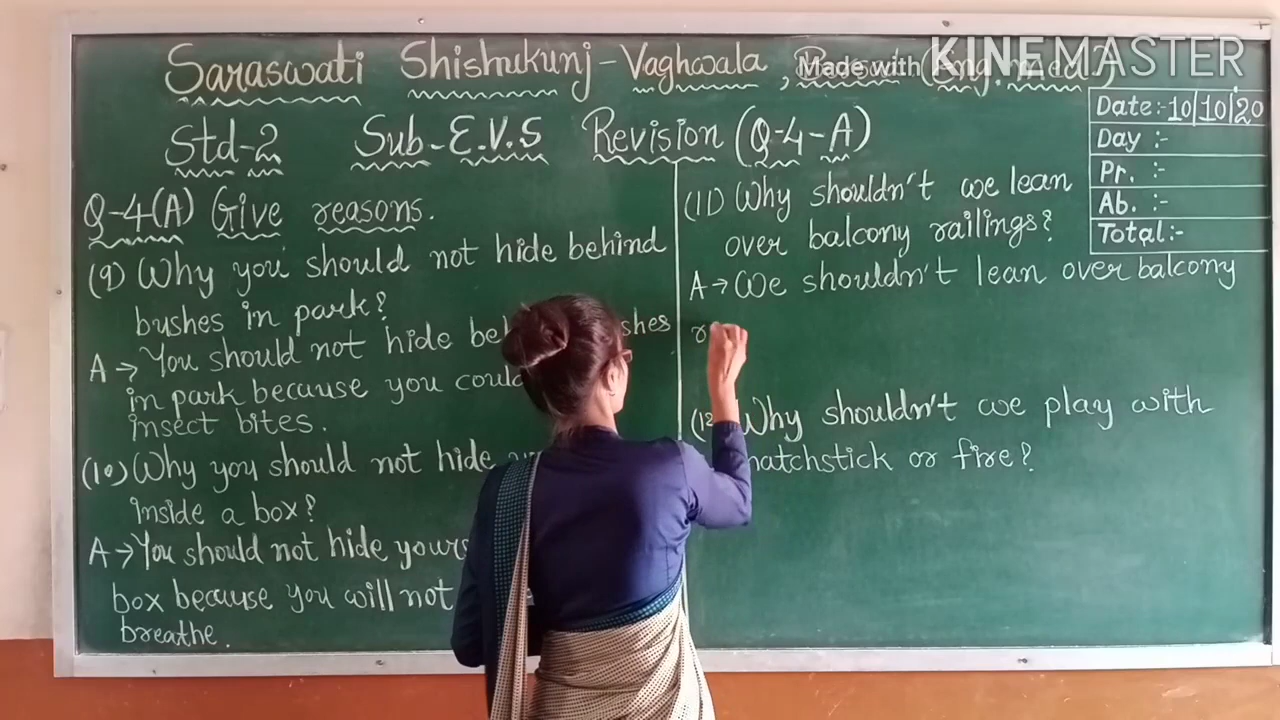 Saraswati Shishukunj-Vaghwala, (Eng. med.)
Made with KINEMASTER
Date:-10/10/20
Day :-
Pr. :-
Ab. :-
Total:-
Std-2 Sub-E.V.S Revision (Q-4-A)
Q-4(A) Give reasons.
(9) Why you should not hide behind
bushes in park?
A → You should not hide
in park because you could
insect bites.
(10) Why you should not hide
inside a box?
A → You should not hide
box because you will not
breathe.
(11) Why shouldn't we lean
over balcony railings?
A → We shouldn't lean over balcony
r
Why shouldn't we play with
matchstick or fire?